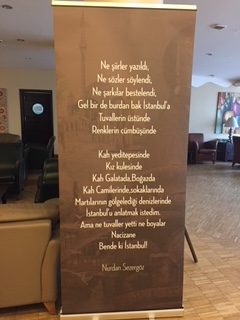 Ne şiirler yazıldı,
Ne sözler söylendi,
Ne şarkılar bestelendi,
Gel bir de burdan bak İstanbul'a
Tuvallerin üstünde
Renklerin cümbüşünde
Kah yeditepesinde
Kız kulesinde
Kah Galatada,Boğazda
Kah Camilerinde,sokaklarında
Martılarının gölgelediği denizlerinde
İstanbul'u anlatmak istedim.
Ama ne tuvaller yetti ne boyalar
Nacizane
Bende ki İstanbul!
Nurdan Sezergöz